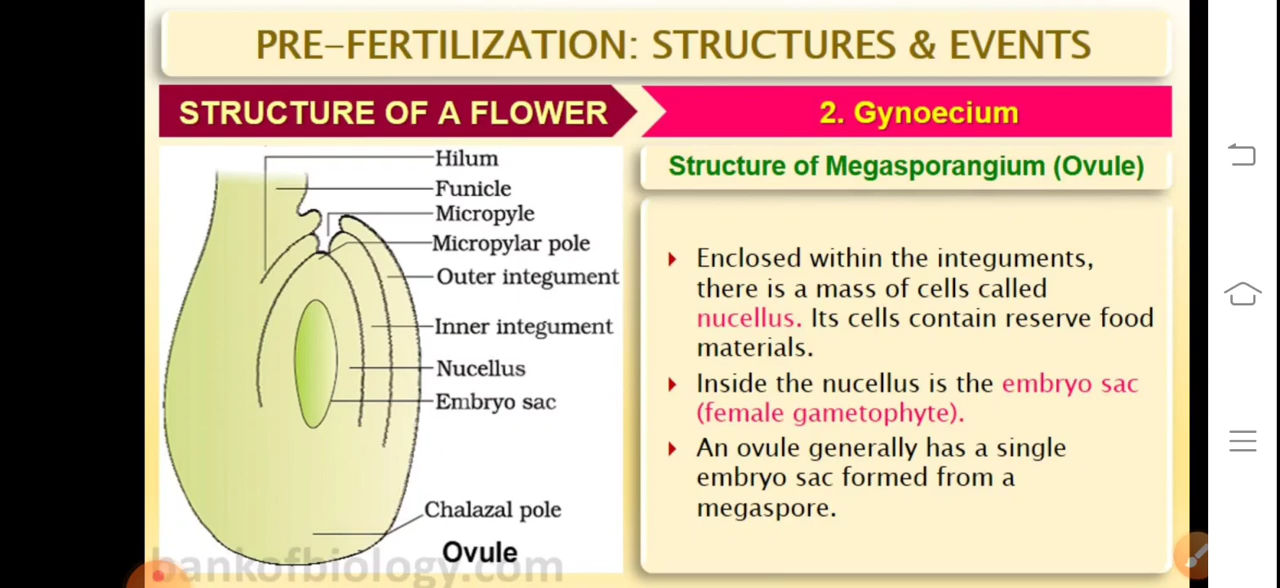 PRE-FERTILIZATION: STRUCTURES & EVENTS
STRUCTURE OF A FLOWER
2. Gynoecium
Hilum
Funicle
Micropyle
Micropylar pole
Outer integument
Inner integument
Nucellus
Embryo sac
Chalazal pole
Ovule
Structure of Megasporangium (Ovule)
Enclosed within the integuments,
there is a mass of cells called
nucellus. Its cells contain reserve food
materials.
Inside the nucellus is the embryo sac
(female gametophyte).
An ovule generally has a single
embryo sac formed from a
megaspore.
bankofbiology.com